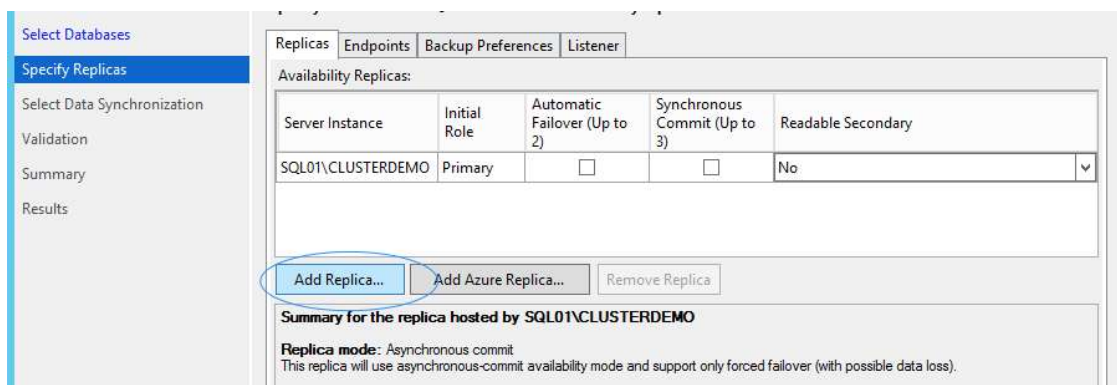 Select Databases
Specify Replicas
Select Data Synchronization
Validation
Summary
Results
Replicas Endpoints Backup Preferences Listener
Availability Replicas:
Server Instance
Initial
Role
Automatic
Failover (Up to
2)
Synchronous
Commit (Up to
3)
Readable Secondary
SQL01\CLUSTERDEMO Primary No
Add Replica... Add Azure Replica... Remove Replica
Summary for the replica hosted by SQL01\CLUSTERDEMO
Replica mode: Asynchronous commit
This replica will use asynchronous-commit availability mode and support only forced failover (with possible data loss).